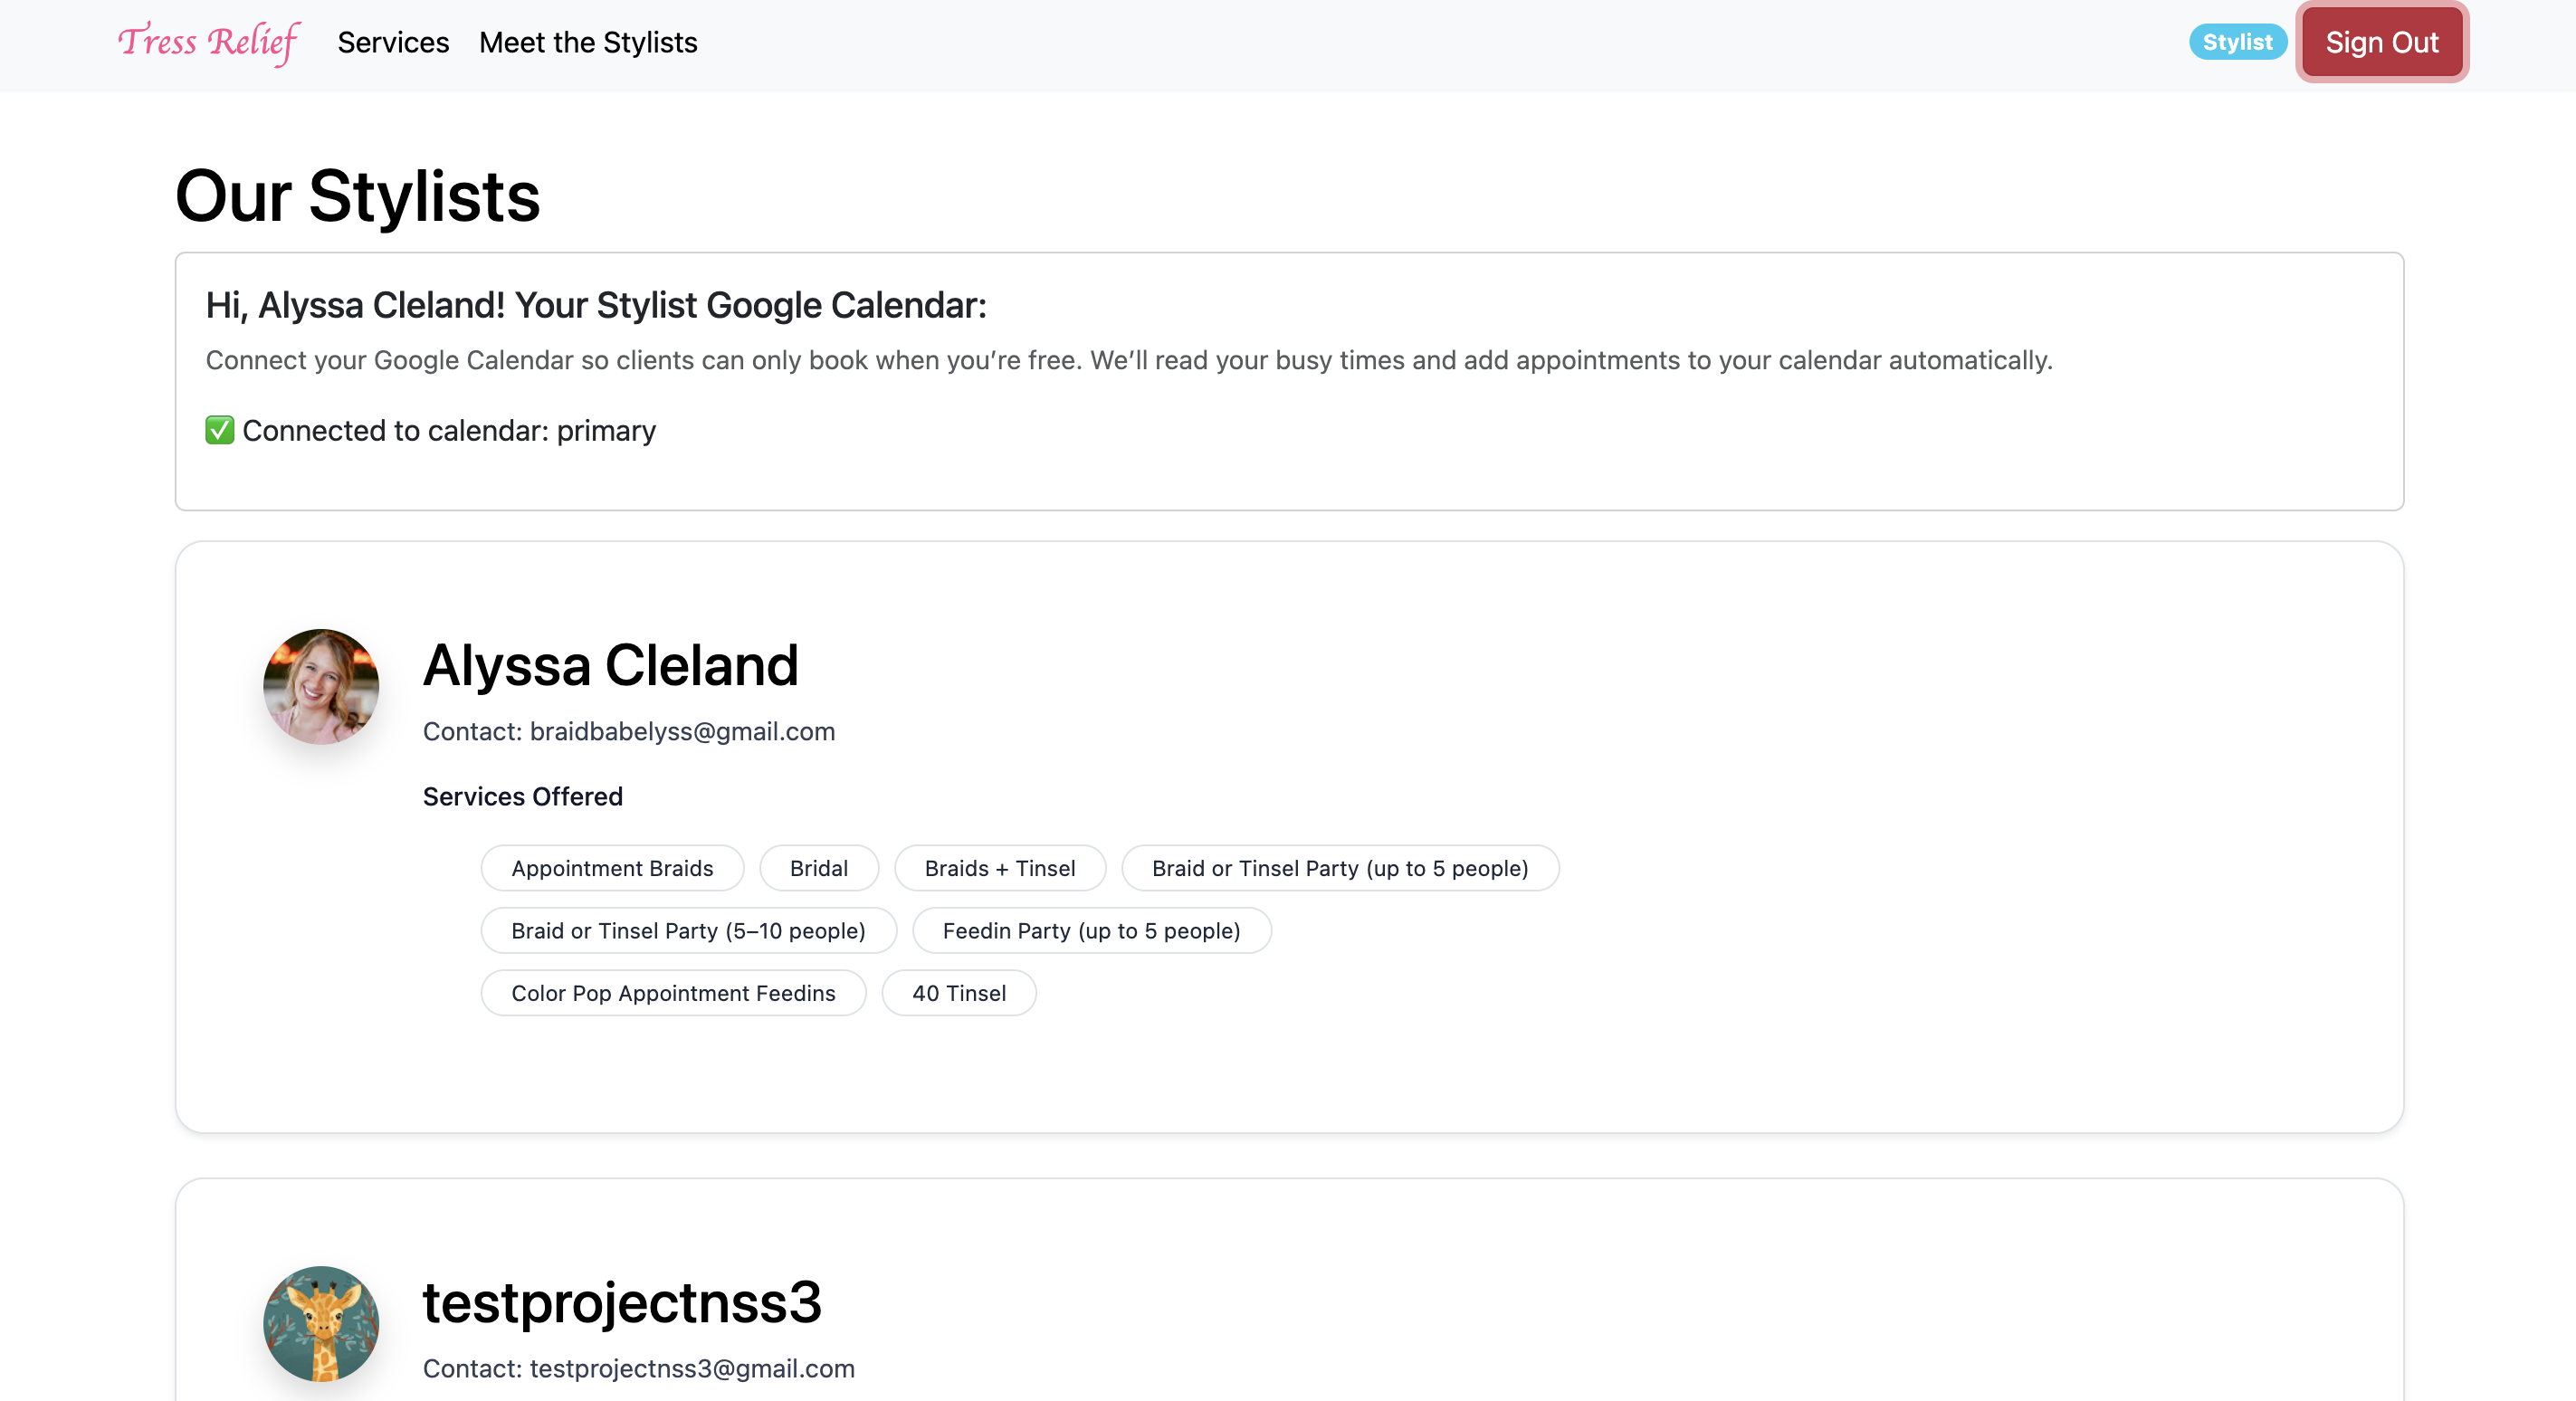 Tress Relief Services Meet the Stylists Stylist Sign Out
Our Stylists
Hi, Alyssa Cleland! Your Stylist Google Calendar:
Connect your Google Calendar so clients can only book when you’re free. We’ll read your busy times and add appointments to your calendar automatically.
✅ Connected to calendar: primary
Alyssa Cleland
Contact: braidbabelyss@gmail.com
Services Offered
Appointment Braids Bridal Braids + Tinsel Braid or Tinsel Party (up to 5 people)
Braid or Tinsel Party (5–10 people) Feedin Party (up to 5 people)
Color Pop Appointment Feedins 40 Tinsel
testprojectnss3
Contact: testprojectnss3@gmail.com